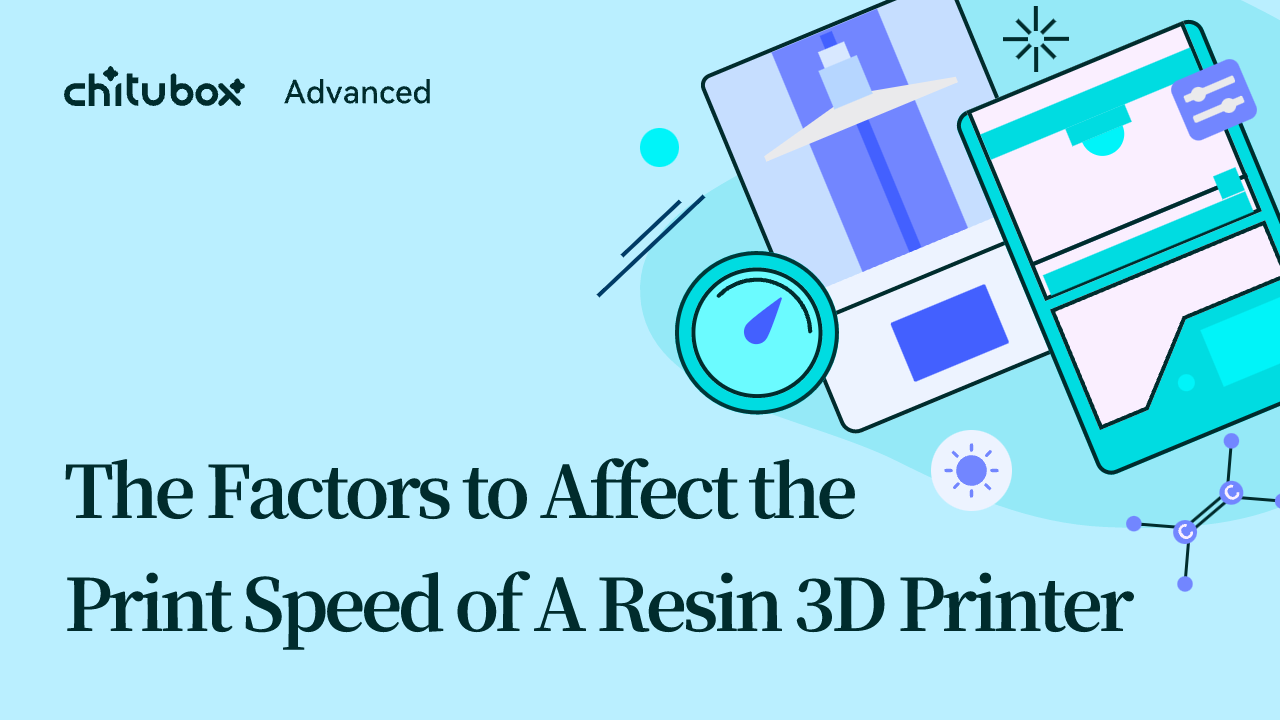 chitubox Advanced
The Factors to Affect the
Print Speed of A Resin 3D Printer
C
C